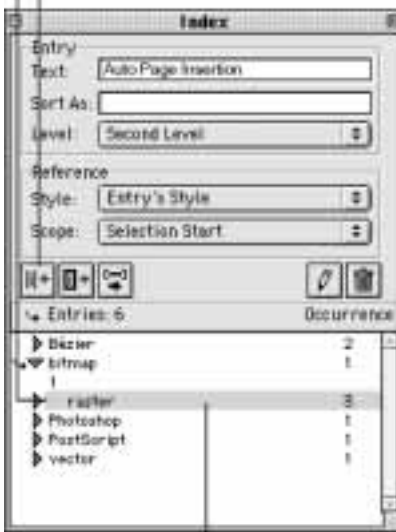 Index
Entry
Text: Auto Page Insertion
Sort As:
Level: Second Level
Reference
Style: Entry's Style
Scope: Selection Start
Entries: 6 Occurrence
Bézier 2
bitmap 1
1
raster 3
Photoshop 1
PostScript 1
vector 1